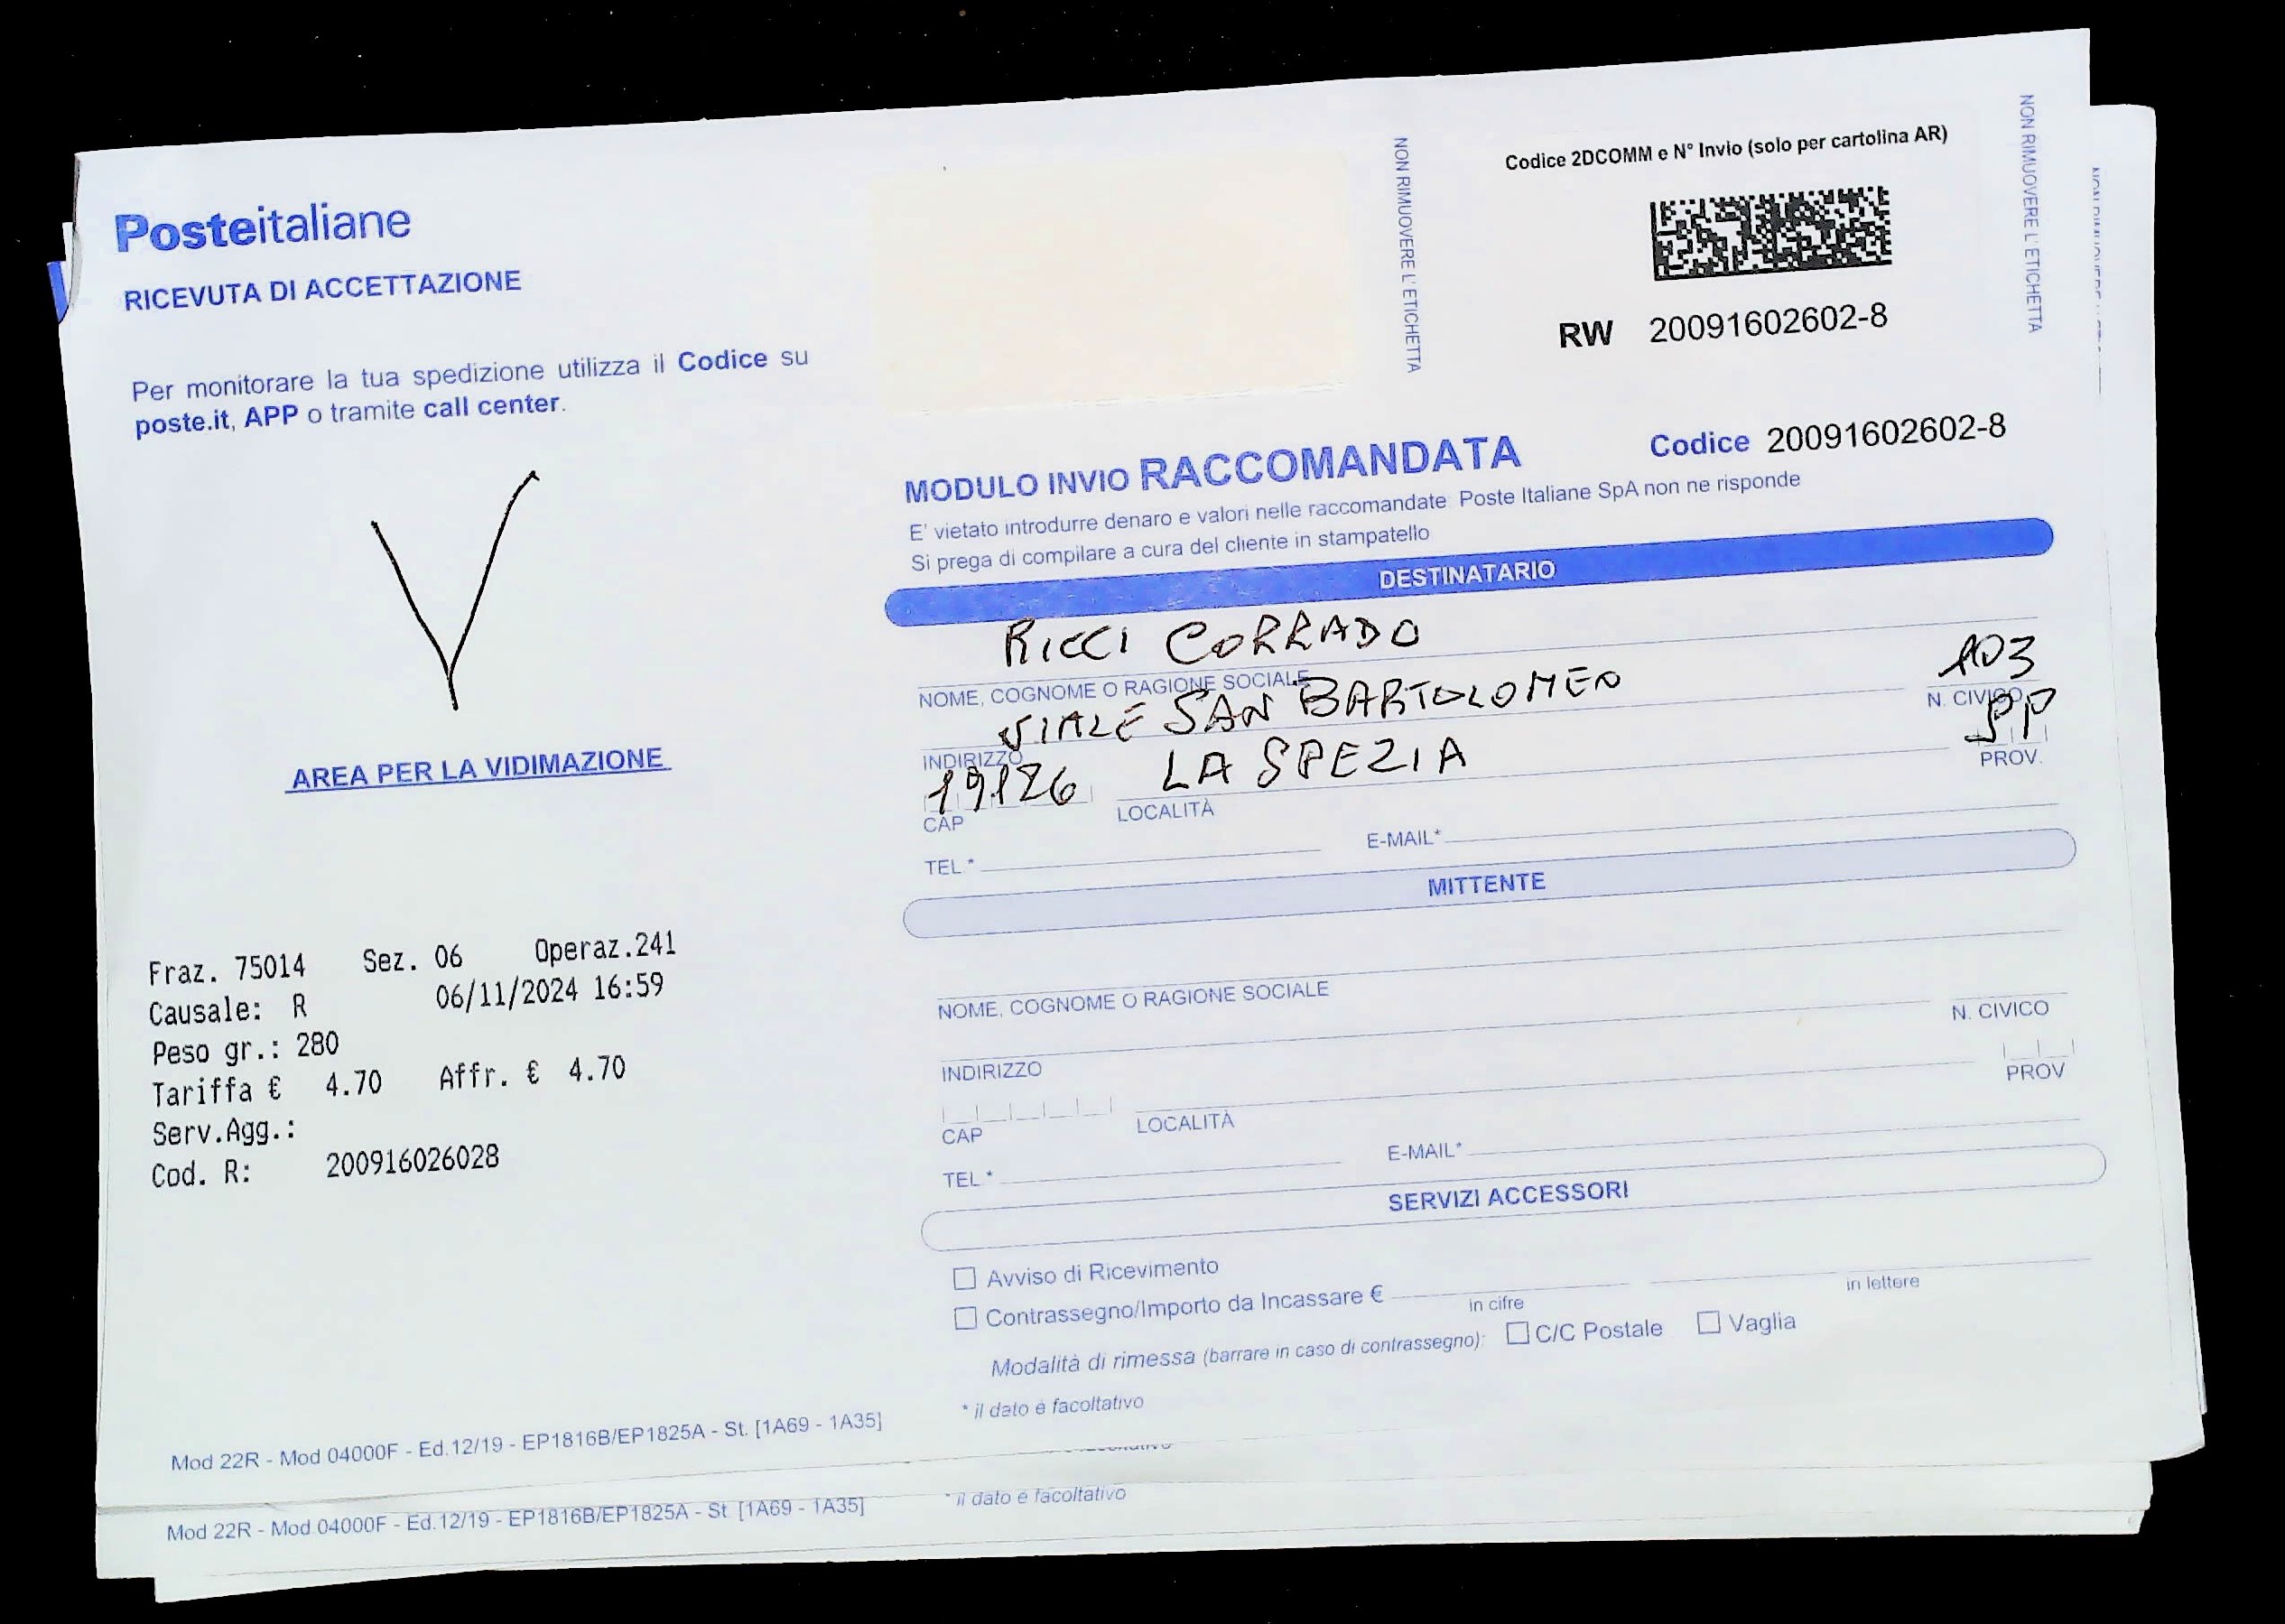 Posteitaliane
RICEVUTA DI ACCETTAZIONE
Per monitorare la tua spedizione utilizza il Codice su
poste.it, APP o tramite call center.
V
AREA PER LA VIDIMAZIONE
Fraz. 75014 Sez. 06 Operaz.241
Causale: R 06/11/2024 16:59
Peso gr.: 280
Tariffa € 4.70 Affr. € 4.70
Serv.Agg.:
Cod. R: 200916026028
Mod 22R - Mod 04000F - Ed.12/19 - EP1816B/EP1825A - St. [1A69 - 1A35]
NON RIMUOVERE L'ETICHETTA
Codice 2DCOMM e N° Invio (solo per cartolina AR)
RW 20091602602-8
NON RIMUOVERE L'ETICHETTA
MODULO INVIO RACCOMANDATA Codice 20091602602-8
E' vietato introdurre denaro e valori nelle raccomandate Poste Italiane SpA non ne risponde
Si prega di compilare a cura del cliente in stampatello
DESTINATARIO
RICCI CORRADO
NOME, COGNOME O RAGIONE SOCIALE
VIALE SAN BARTOLOMEO 103
INDIRIZZO N. CIVICO
19126 LA SPEZIA SP
CAP LOCALITÀ PROV.
TEL.* E-MAIL*
MITTENTE
NOME, COGNOME O RAGIONE SOCIALE
INDIRIZZO N. CIVICO
CAP LOCALITÀ PROV
TEL.* E-MAIL*
SERVIZI ACCESSORI
Avviso di Ricevimento
Contrassegno/Importo da Incassare € in cifre in lettere
Modalità di rimessa (barrare in caso di contrassegno): C/C Postale Vaglia
* il dato è facoltativo
Mod 22R - Mod 04000F - Ed.12/19 - EP1816B/EP1825A - St. [1A69 - 1A35]
* il dato è facoltativo